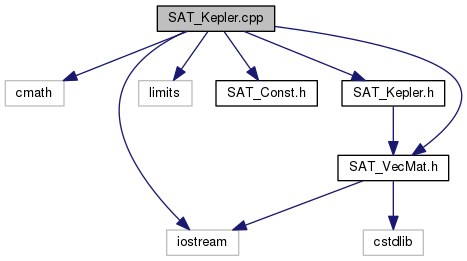 SAT_Kepler.cpp
cmath
limits
SAT_Const.h
SAT_Kepler.h
SAT_VecMat.h
iostream
cstdlib